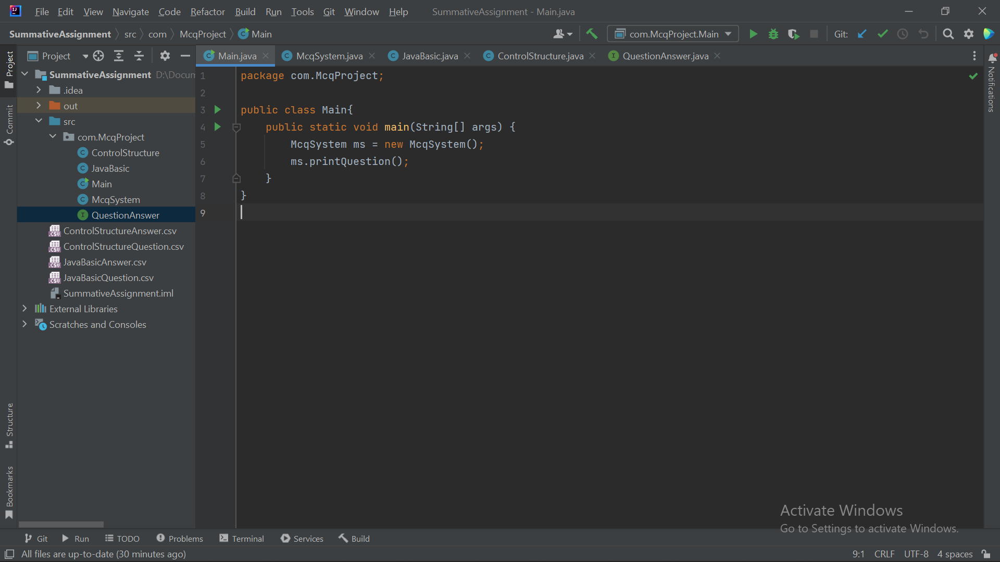 File Edit View Navigate Code Refactor Build Run Tools Git Window Help SummativeAssignment - Main.java
SummativeAssignment src com McqProject Main com.McqProject.Main Git:
Project
Main.java McqSystem.java JavaBasic.java ControlStructure.java QuestionAnswer.java
Project
Commit
Structure
Bookmarks
SummativeAssignment D:\Docum
.idea
out
src
com.McqProject
ControlStructure
JavaBasic
Main
McqSystem
QuestionAnswer
ControlStructureAnswer.csv
ControlStructureQuestion.csv
JavaBasicAnswer.csv
JavaBasicQuestion.csv
SummativeAssignment.iml
External Libraries
Scratches and Consoles
1 package com.McqProject;
2
3 public class Main{
4 public static void main(String[] args) {
5 McqSystem ms = new McqSystem();
6 ms.printQuestion();
7 }
8 }
9
Notifications
Activate Windows
Go to Settings to activate Windows.
Git Run TODO Problems Terminal Services Build
All files are up-to-date (30 minutes ago) 9:1 CRLF UTF-8 4 spaces